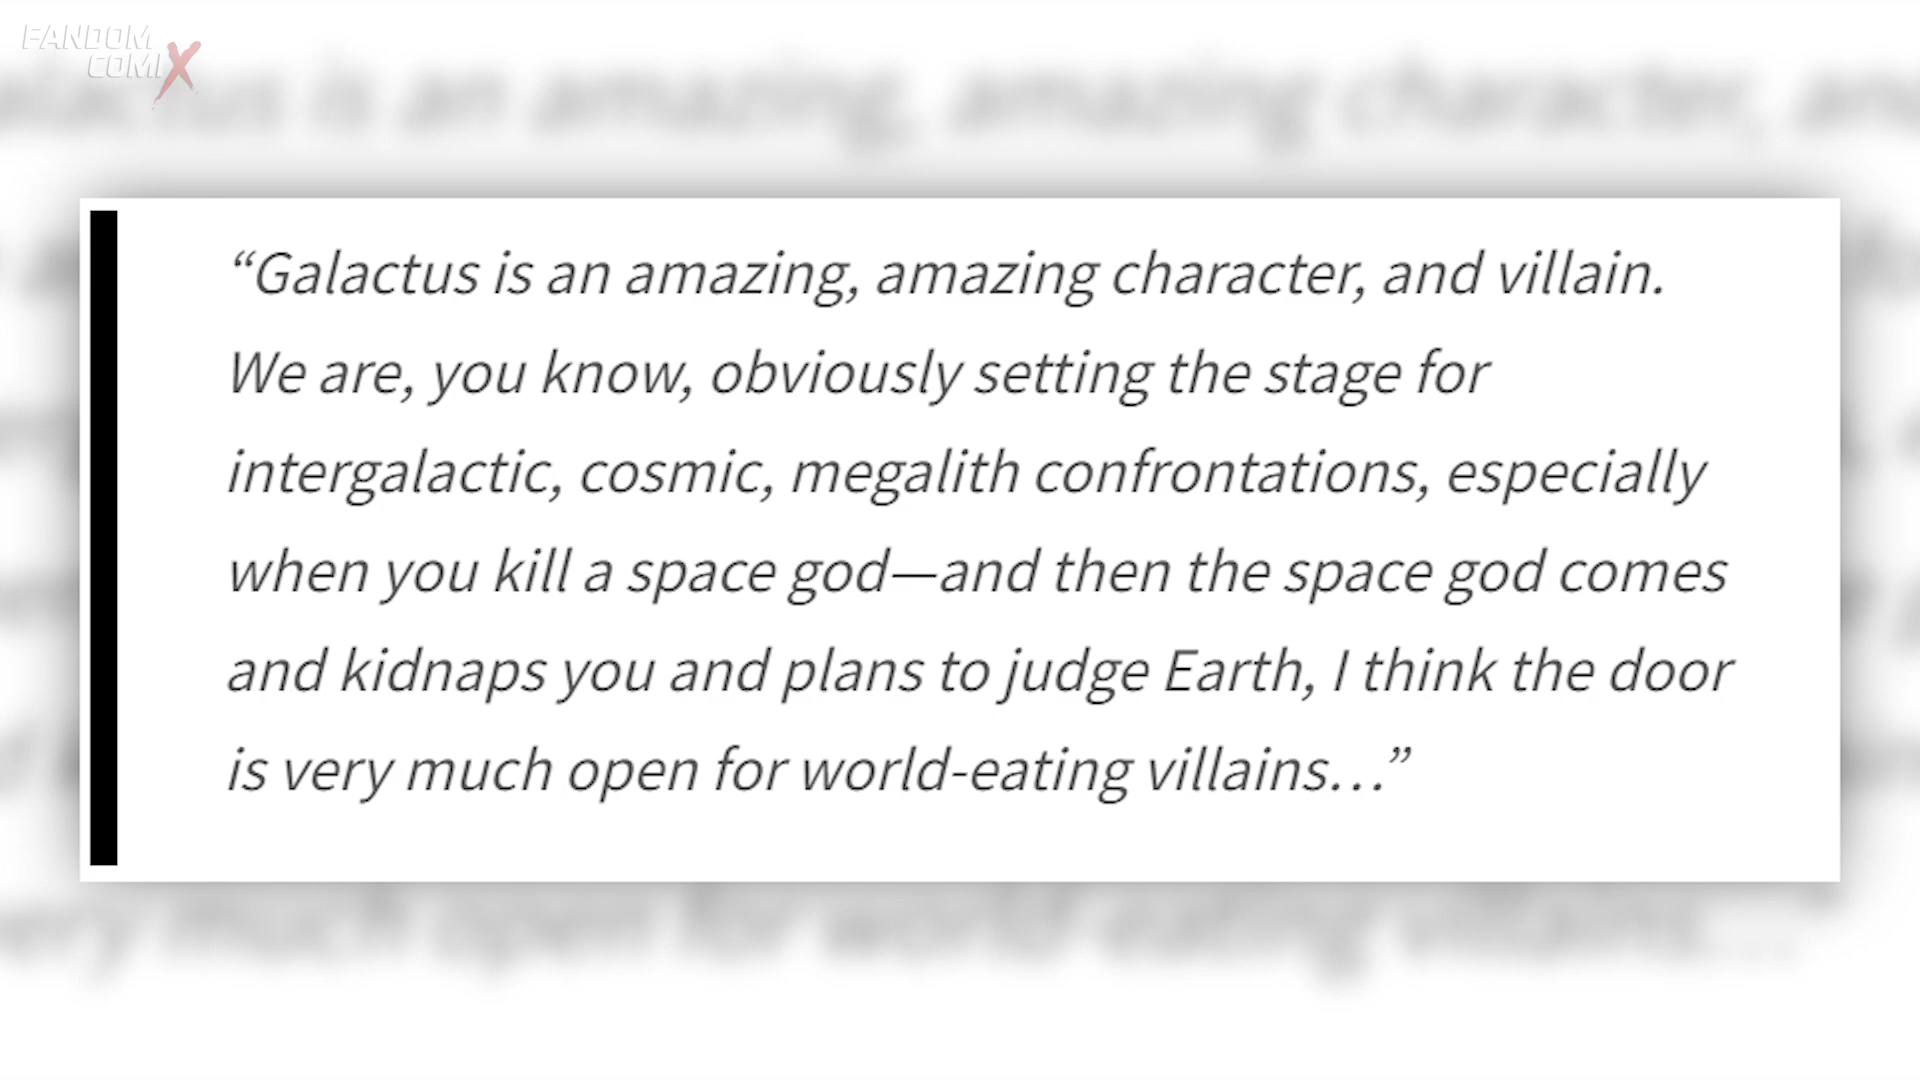 FANDOM
COMIX
“Galactus is an amazing, amazing character, and villain.
We are, you know, obviously setting the stage for
intergalactic, cosmic, megalith confrontations, especially
when you kill a space god—and then the space god comes
and kidnaps you and plans to judge Earth, I think the door
is very much open for world-eating villains…”